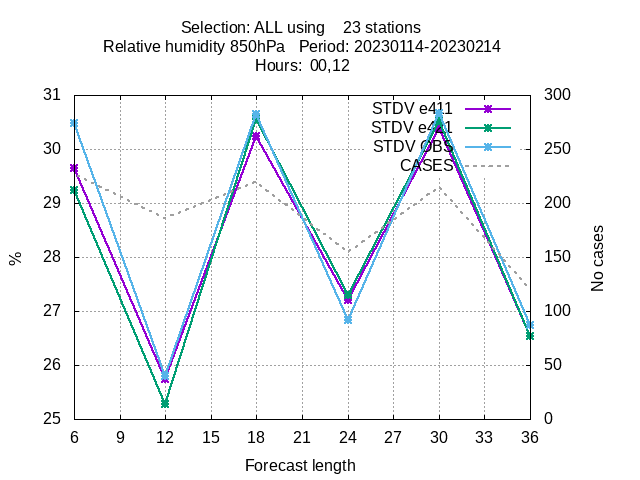 Selection: ALL using    23 stations
Relative humidity 850hPa   Period: 20230114-20230214
Hours:  00,12
STDV e411
STDV
STDV OBS
CASES
31
30
29
28
27
26
25
300
250
200
150
100
50
0
%
No cases
6 9 12 15 18 21 24 27 30 33 36
Forecast length